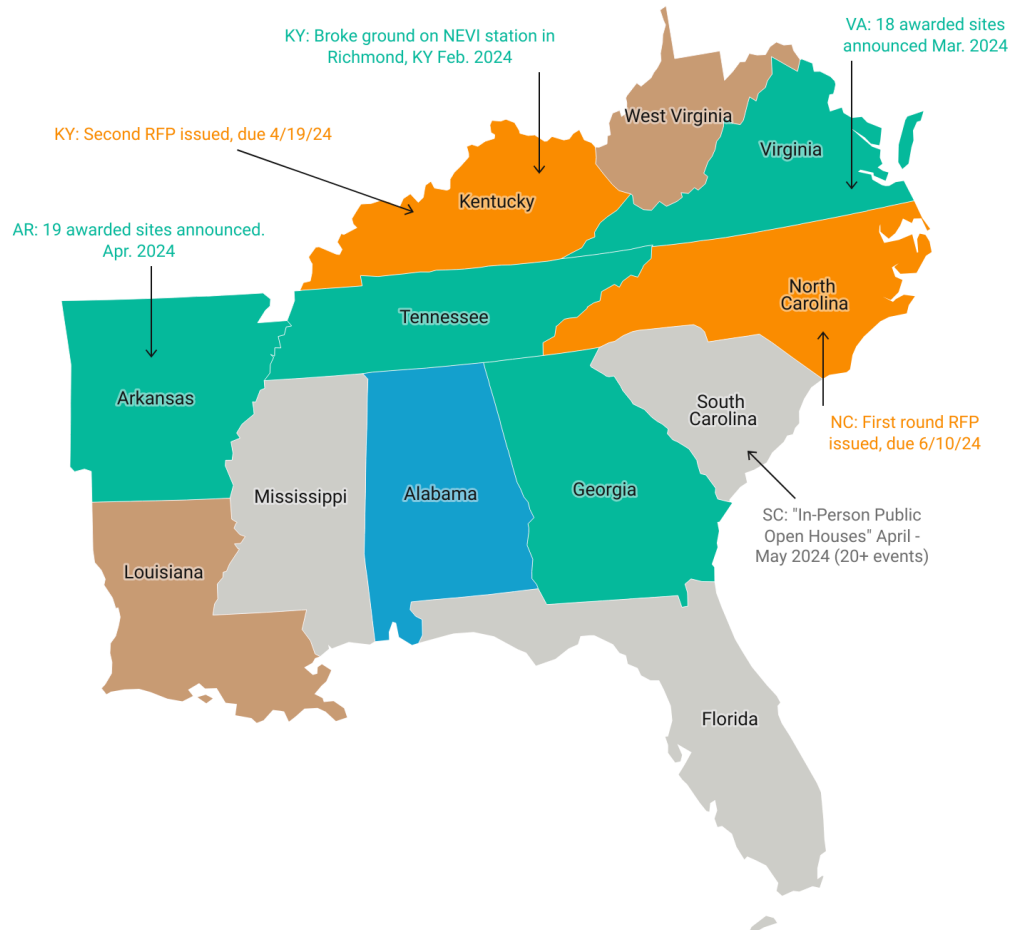 VA: 18 awarded sites
announced Mar. 2024
KY: Broke ground on NEVI station in
Richmond, KY Feb. 2024
West Virginia
KY: Second RFP issued, due 4/19/24
Virginia
Kentucky
AR: 19 awarded sites announced.
Apr. 2024
North
Carolina
Tennessee
Arkansas
South
Carolina
NC: First round RFP
issued, due 6/10/24
Mississippi
Alabama
Georgia
SC: "In-Person Public
Open Houses" April -
May 2024 (20+ events)
Louisiana
Florida